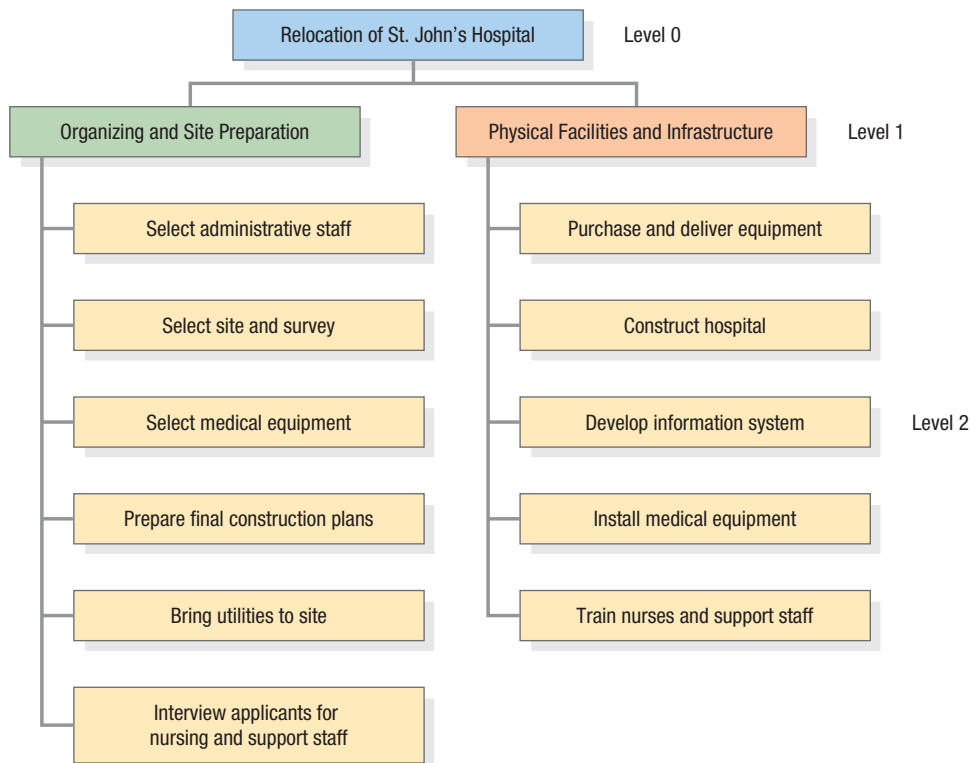 Relocation of St. John’s Hospital
Level 0
Organizing and Site Preparation
Physical Facilities and Infrastructure
Level 1
Select administrative staff
Select site and survey
Select medical equipment
Prepare final construction plans
Bring utilities to site
Interview applicants for
nursing and support staff
Purchase and deliver equipment
Construct hospital
Develop information system
Level 2
Install medical equipment
Train nurses and support staff